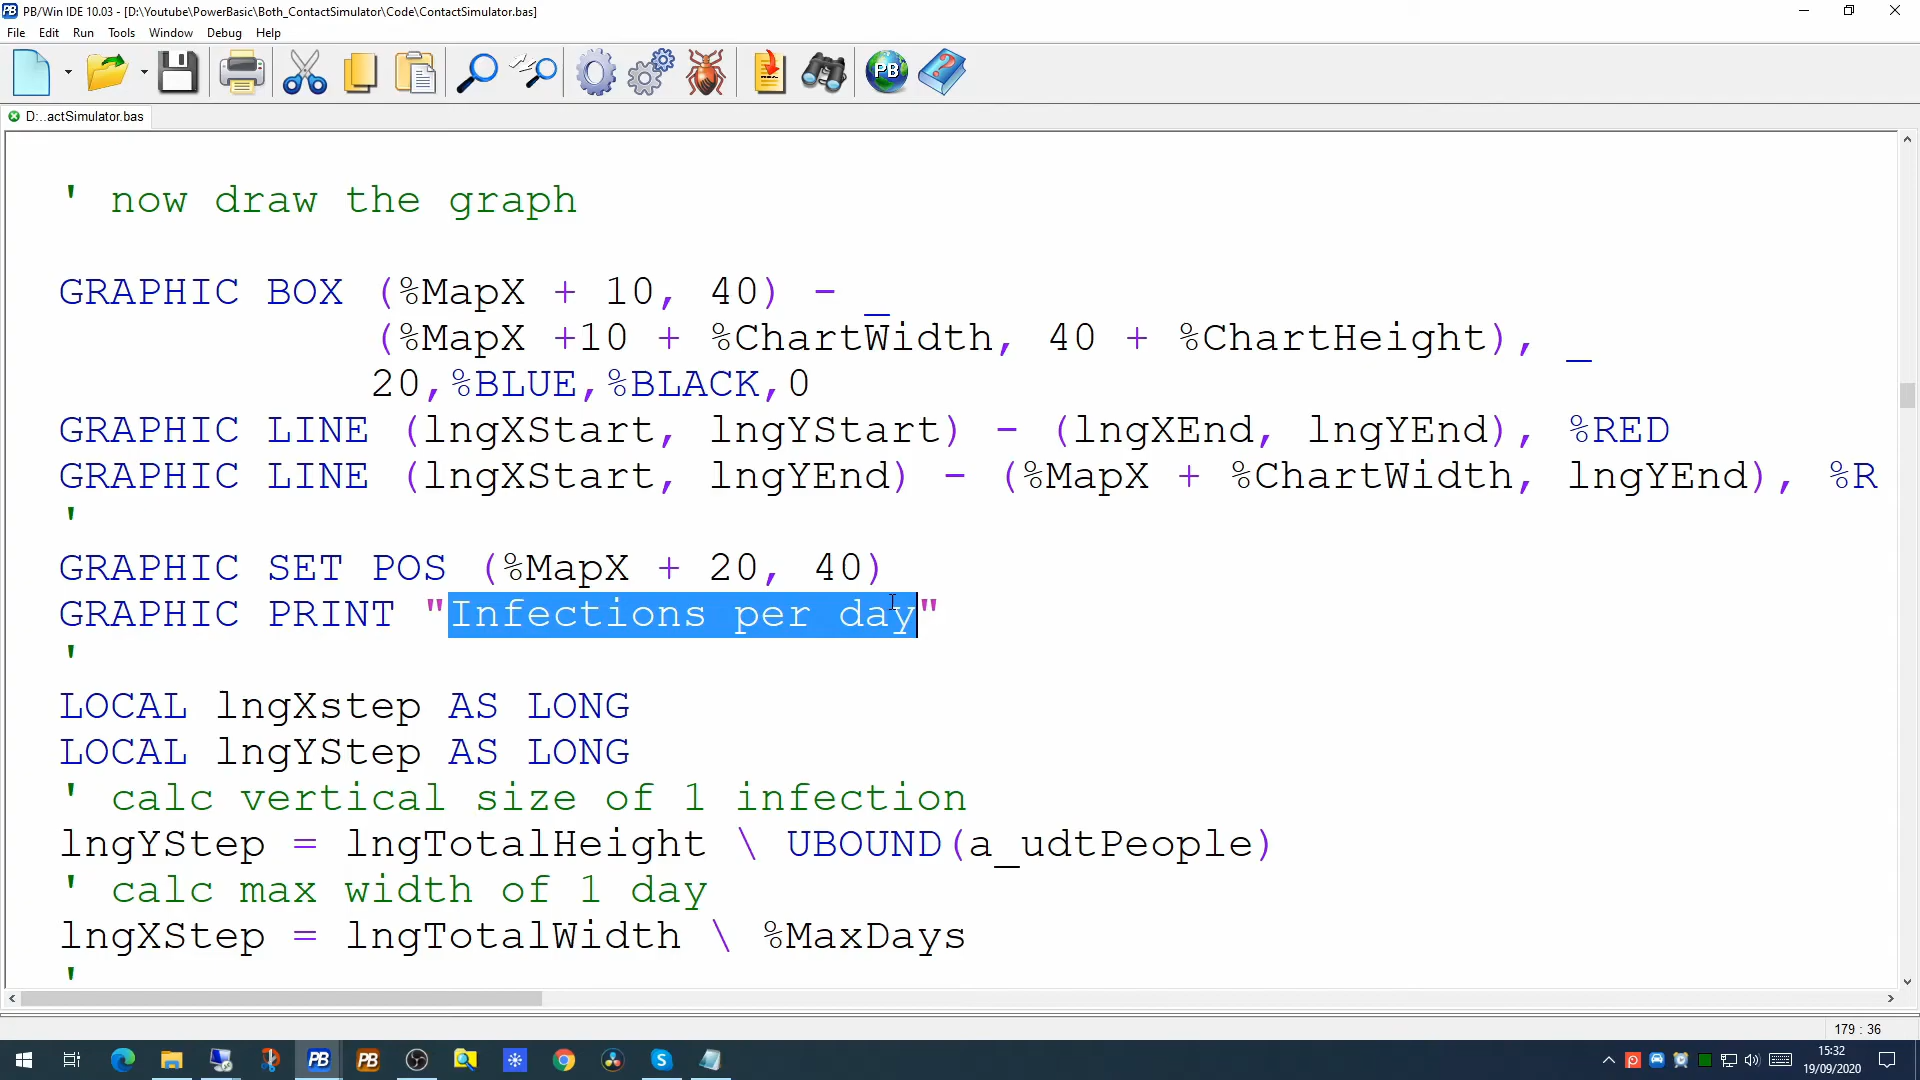 PB/Win IDE 10.03 - [D:\Youtube\PowerBasic\Both_ContactSimulator\Code\ContactSimulator.bas]
File Edit Run Tools Window Debug Help
D:..actSimulator.bas
' now draw the graph
GRAPHIC BOX (%MapX + 10, 40) - _
(%MapX +10 + %ChartWidth, 40 + %ChartHeight), _
20,%BLUE,%BLACK,0
GRAPHIC LINE (lngXStart, lngYStart) - (lngXEnd, lngYEnd), %RED
GRAPHIC LINE (lngXStart, lngYEnd) - (%MapX + %ChartWidth, lngYEnd), %R
'
GRAPHIC SET POS (%MapX + 20, 40)
GRAPHIC PRINT "Infections per day"
'
LOCAL lngXstep AS LONG
LOCAL lngYStep AS LONG
' calc vertical size of 1 infection
lngYStep = lngTotalHeight \ UBOUND(a_udtPeople)
' calc max width of 1 day
lngXStep = lngTotalWidth \ %MaxDays
'
179 : 36
15:32
19/09/2020